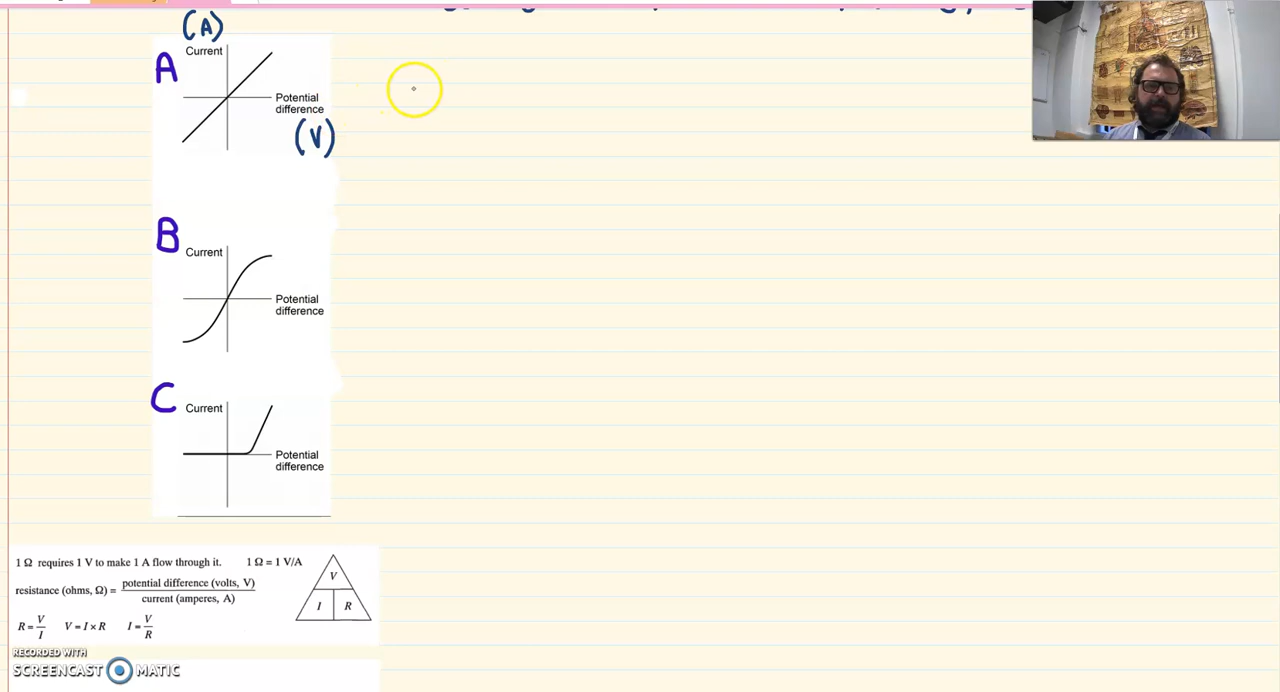 (A)
A
Current
Potential
difference
(V)
B
Current
Potential
difference
C
Current
Potential
difference
1 Ω requires 1 V to make 1 A flow through it. 1 Ω = 1 V/A
resistance (ohms, Ω) = potential difference (volts, V)
current (amperes, A)
R = V/I V = I × R I = V/R
V
I R
RECORDED WITH
SCREENCAST MATIC